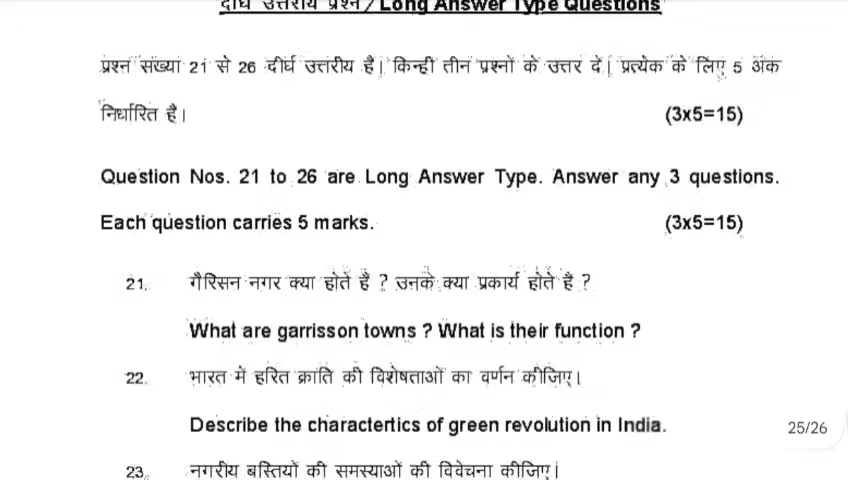 दीर्घ उत्तरीय प्रश्न / Long Answer Type Questions
प्रश्न संख्या 21 से 26 दीर्घ उत्तरीय है। किन्ही तीन प्रश्नों के उत्तर दें। प्रत्येक के लिए 5 अंक
निर्धारित है। (3x5=15)
Question Nos. 21 to 26 are Long Answer Type. Answer any 3 questions.
Each question carries 5 marks. (3x5=15)
21. गैरिसन नगर क्या होते हैं ? उनके क्या प्रकार्य होते हैं ?
What are garrisson towns ? What is their function ?
22. भारत में हरित क्रांति की विशेषताओं का वर्णन कीजिए।
Describe the charactertics of green revolution in India.
25/26
23. नगरीय बस्तियों की समस्याओं की विवेचना कीजिए।